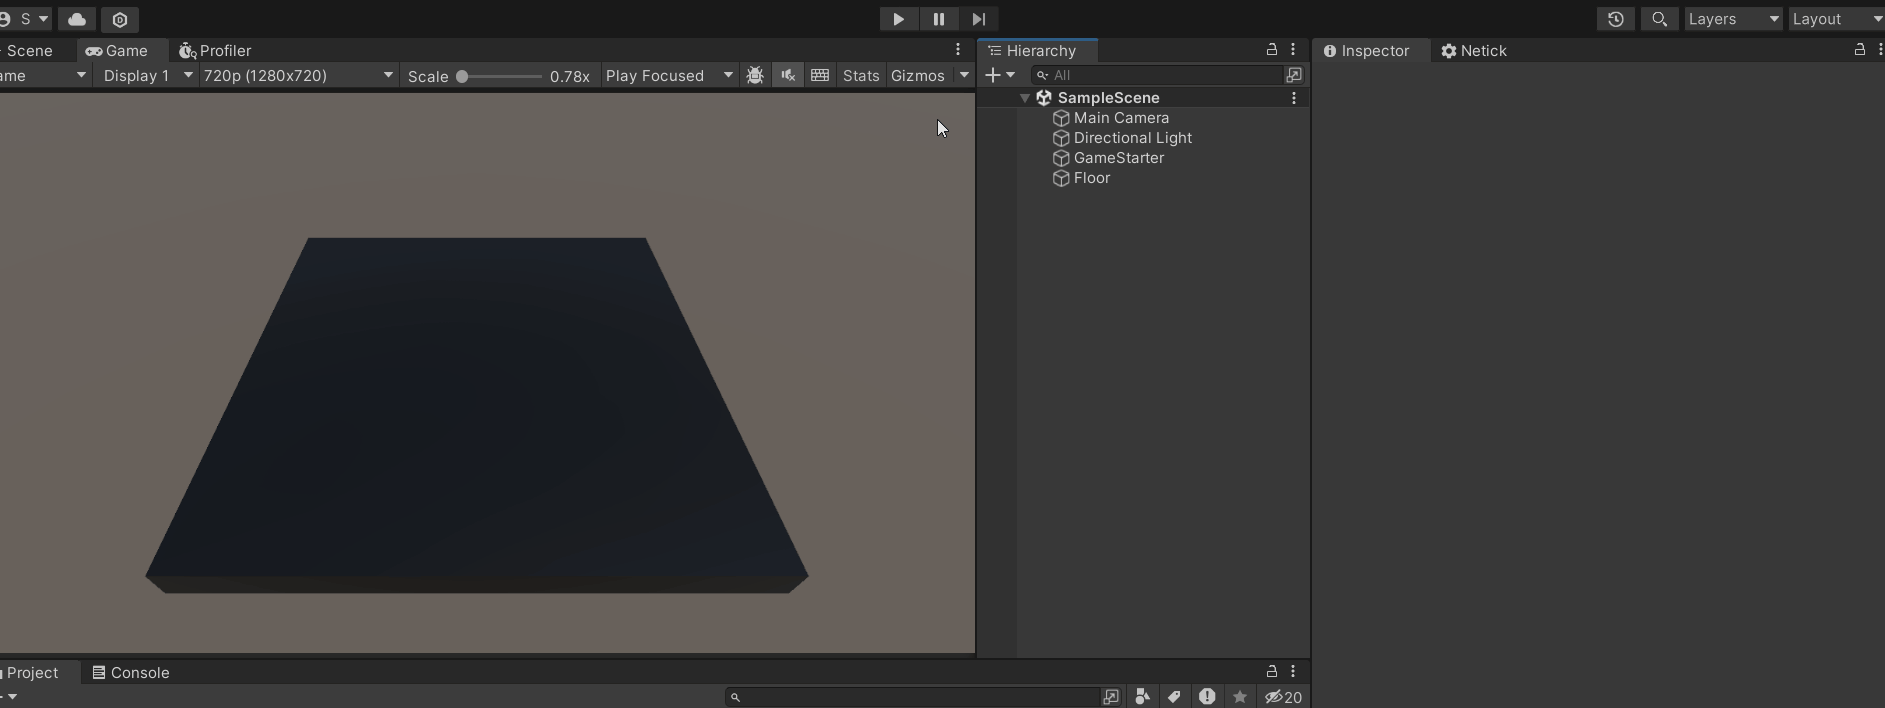 S Layers Layout
Scene Game Profiler Hierarchy Inspector Netick
ame Display 1 720p (1280x720) Scale 0.78x Play Focused Stats Gizmos All
SampleScene
Main Camera
Directional Light
GameStarter
Floor
Project Console
20